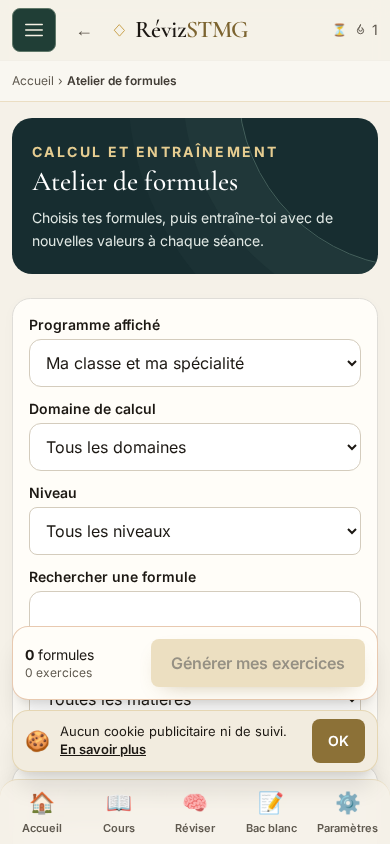 RévizSTMG
1
Accueil › Atelier de formules
CALCUL ET ENTRAÎNEMENT
Atelier de formules
Choisis tes formules, puis entraîne-toi avec de
nouvelles valeurs à chaque séance.
Programme affiché
Ma classe et ma spécialité
Domaine de calcul
Tous les domaines
Niveau
Tous les niveaux
Rechercher une formule
0 formules
0 exercices
Générer mes exercices
Toutes les matières
Aucun cookie publicitaire ni de suivi.
En savoir plus
OK
Accueil
Cours
Réviser
Bac blanc
Paramètres